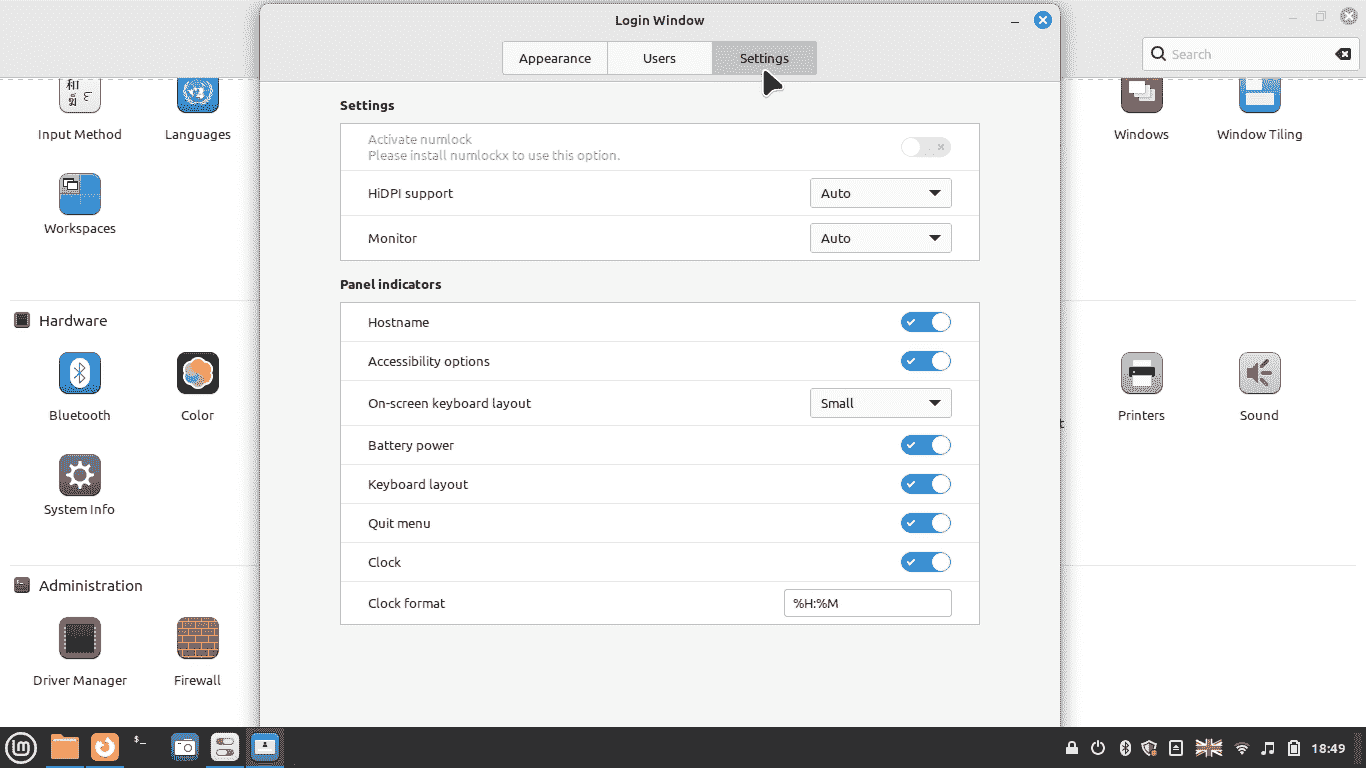 Login Window
Appearance
Users
Settings
Search
Input Method
Languages
Windows
Window Tiling
Workspaces
Settings
Activate numlock
Please install numlockx to use this option.
HiDPI support
Auto
Monitor
Auto
Panel indicators
Hostname
Accessibility options
On-screen keyboard layout
Small
Battery power
Keyboard layout
Quit menu
Clock
Clock format
%H:%M
Hardware
Bluetooth
Color
Printers
Sound
System Info
Administration
Driver Manager
Firewall
18:49